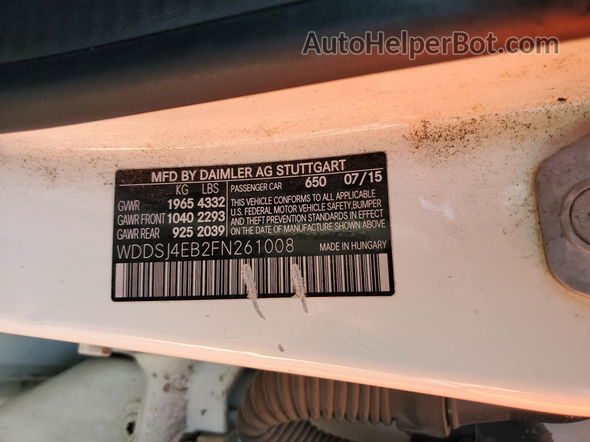 AutoHelperBot.com
MFD BY DAIMLER AG STUTTGART
KG LBS PASSENGER CAR 650 07/15
GVWR 1965 4332
GAWR FRONT 1040 2293
GAWR REAR 925 2039
THIS VEHICLE CONFORMS TO ALL APPLICABLE
U.S. FEDERAL MOTOR VEHICLE SAFETY,BUMPER
AND THEFT PREVENTION STANDARDS IN EFFECT
ON THE DATE OF MANUFACTURE SHOWN ABOVE.
WDDSJ4EB2FN261008 MADE IN HUNGARY